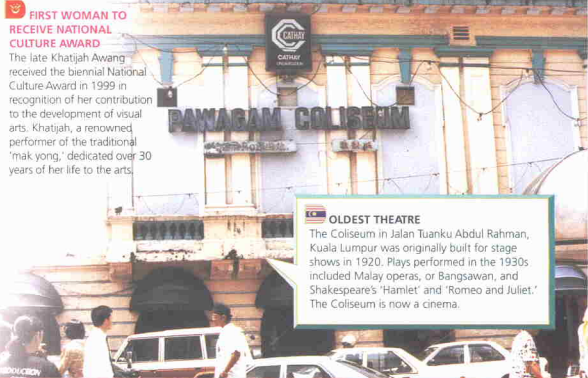 FIRST WOMAN TO
RECEIVE NATIONAL
CULTURE AWARD
The late Khatijah Awang
received the biennial National
Culture Award in 1999 in
recognition of her contribution
to the development of visual
arts. Khatijah, a renowned
performer of the traditional
'mak yong,' dedicated over 30
years of her life to the arts.
CATHAY
CATHAY
PAWAGAM COLISEUM
OLDEST THEATRE
The Coliseum in Jalan Tuanku Abdul Rahman,
Kuala Lumpur was originally built for stage
shows in 1920. Plays performed in the 1930s
included Malay operas, or Bangsawan, and
Shakespeare's 'Hamlet' and 'Romeo and Juliet.'
The Coliseum is now a cinema.